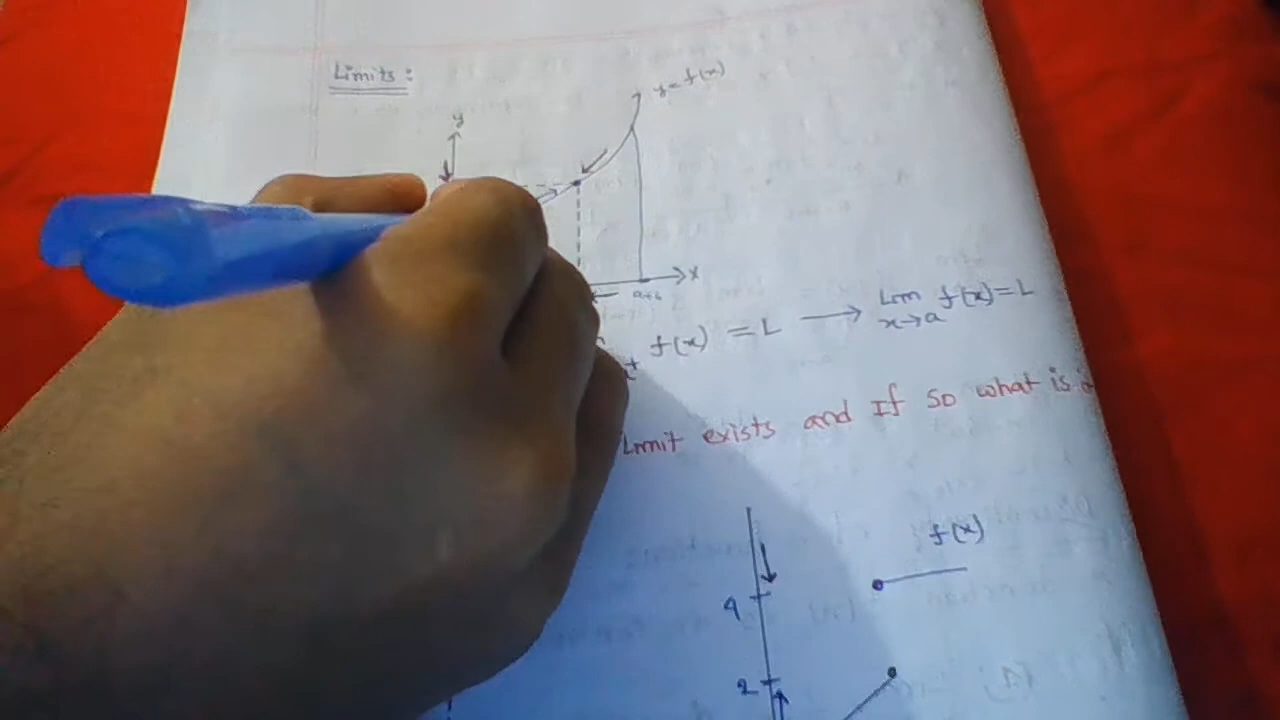 Limits:
y = f(x)
y
x
f(x) = L → Lim f(x) = L
x→a
Limit exists and If so what is
f(x)
4
2